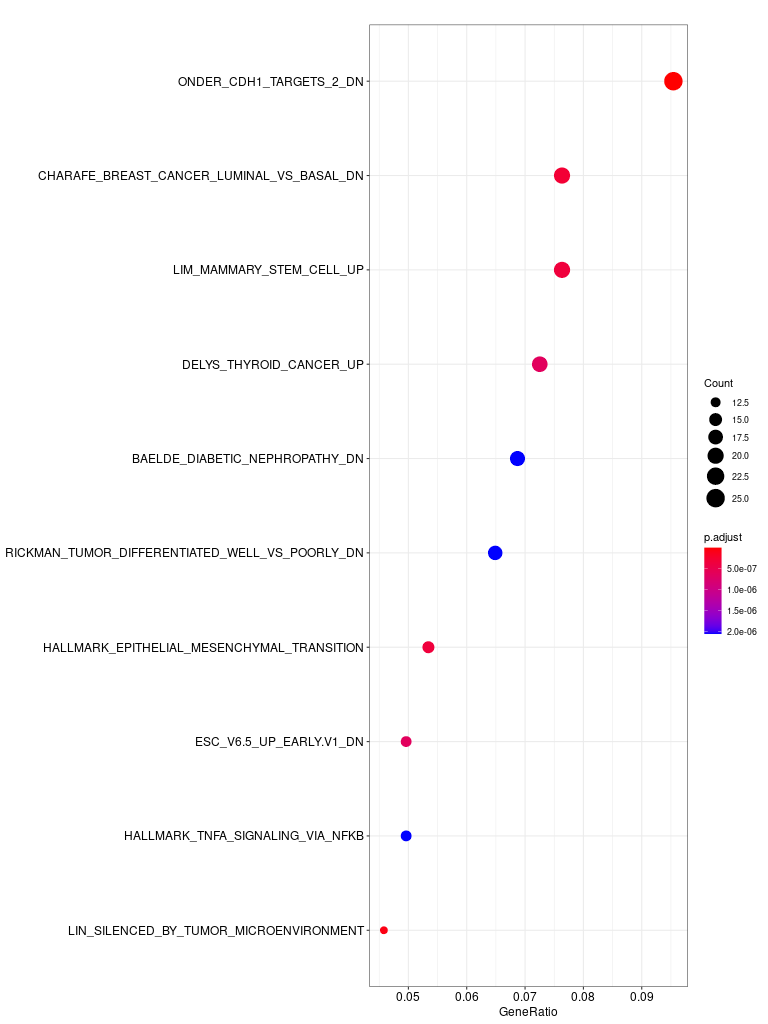 ONDER_CDH1_TARGETS_2_DN
CHARAFE_BREAST_CANCER_LUMINAL_VS_BASAL_DN
LIM_MAMMARY_STEM_CELL_UP
DELYS_THYROID_CANCER_UP
BAELDE_DIABETIC_NEPHROPATHY_DN
RICKMAN_TUMOR_DIFFERENTIATED_WELL_VS_POORLY_DN
HALLMARK_EPITHELIAL_MESENCHYMAL_TRANSITION
ESC_V6.5_UP_EARLY.V1_DN
HALLMARK_TNFA_SIGNALING_VIA_NFKB
LIN_SILENCED_BY_TUMOR_MICROENVIRONMENT
0.05 0.06 0.07 0.08 0.09
GeneRatio
Count
12.5
15.0
17.5
20.0
22.5
25.0
p.adjust
5.0e-07
1.0e-06
1.5e-06
2.0e-06